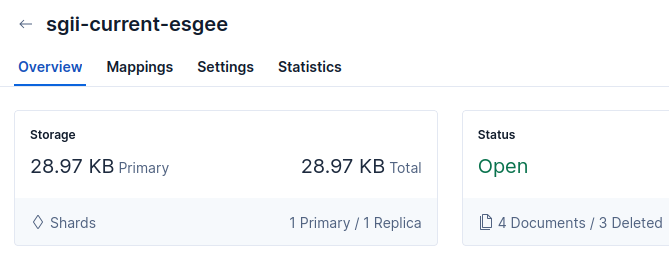 ← sgii-current-esgee
Overview Mappings Settings Statistics
Storage
28.97 KB Primary 28.97 KB Total
Shards 1 Primary / 1 Replica
Status
Open
4 Documents / 3 Deleted